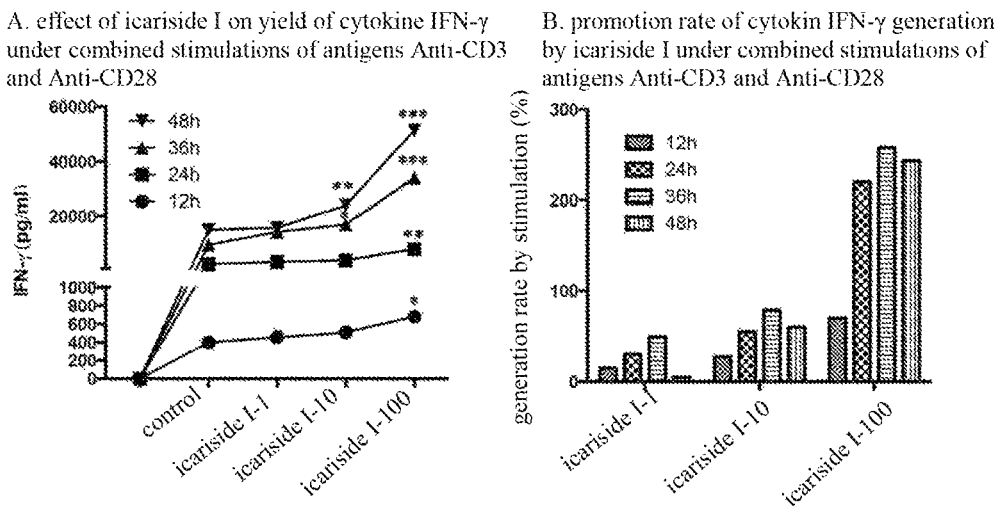 A. effect of icariside I on yield of cytokine IFN-γ
under combined stimulations of antigens Anti-CD3
and Anti-CD28
60000
40000
20000
1000
800
600
400
200
0
IFN-γ (pg/ml)
48h
36h
24h
12h
***
***
**
**
*
control
icariside I-1
icariside I-10
icariside I-100
B. promotion rate of cytokin IFN-γ generation
by icariside I under combined stimulations of
antigens Anti-CD3 and Anti-CD28
300
200
100
0
generation rate by stimulation (%)
12h
24h
36h
48h
icariside I-1
icariside I-10
icariside I-100